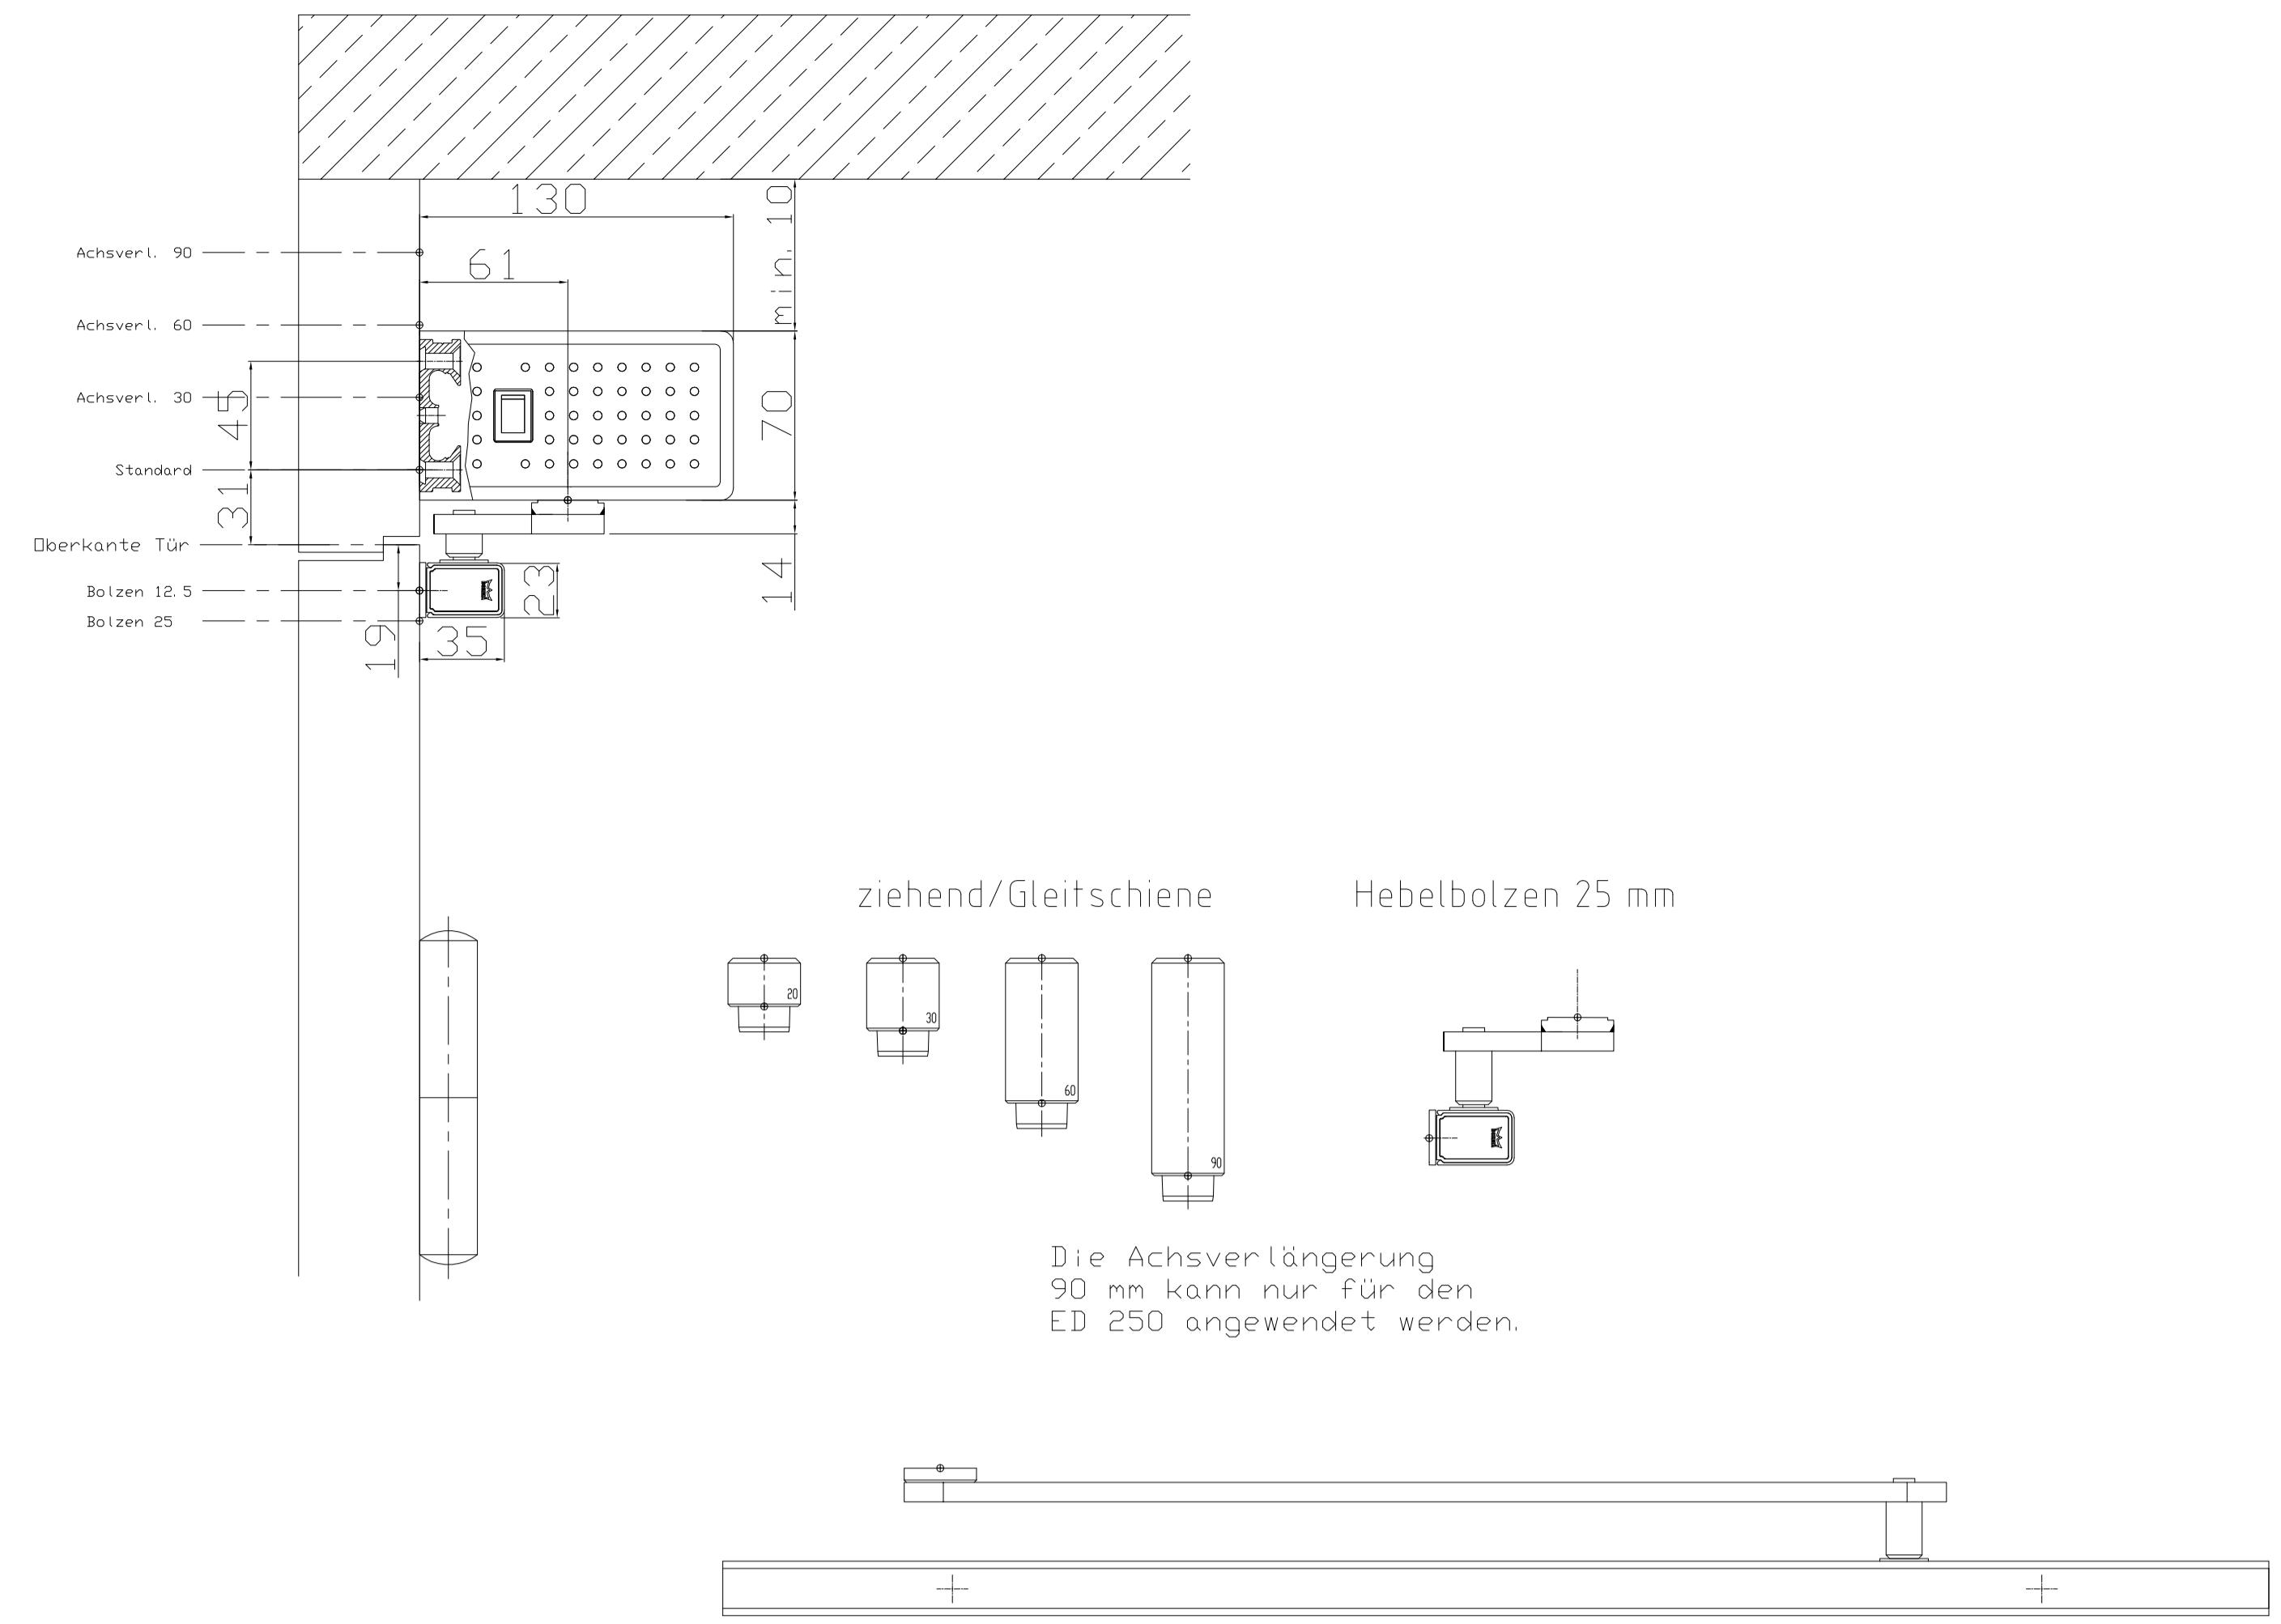 130
min. 10
Achsverl. 90
61
Achsverl. 60
Achsverl. 30
45
70
Standard
31
Oberkante Tür
14
23
Bolzen 12.5
Bolzen 25
19
35
ziehend/Gleitschiene
Hebelbolzen 25 mm
20
30
60
90
Die Achsverlängerung
90 mm kann nur für den
ED 250 angewendet werden.